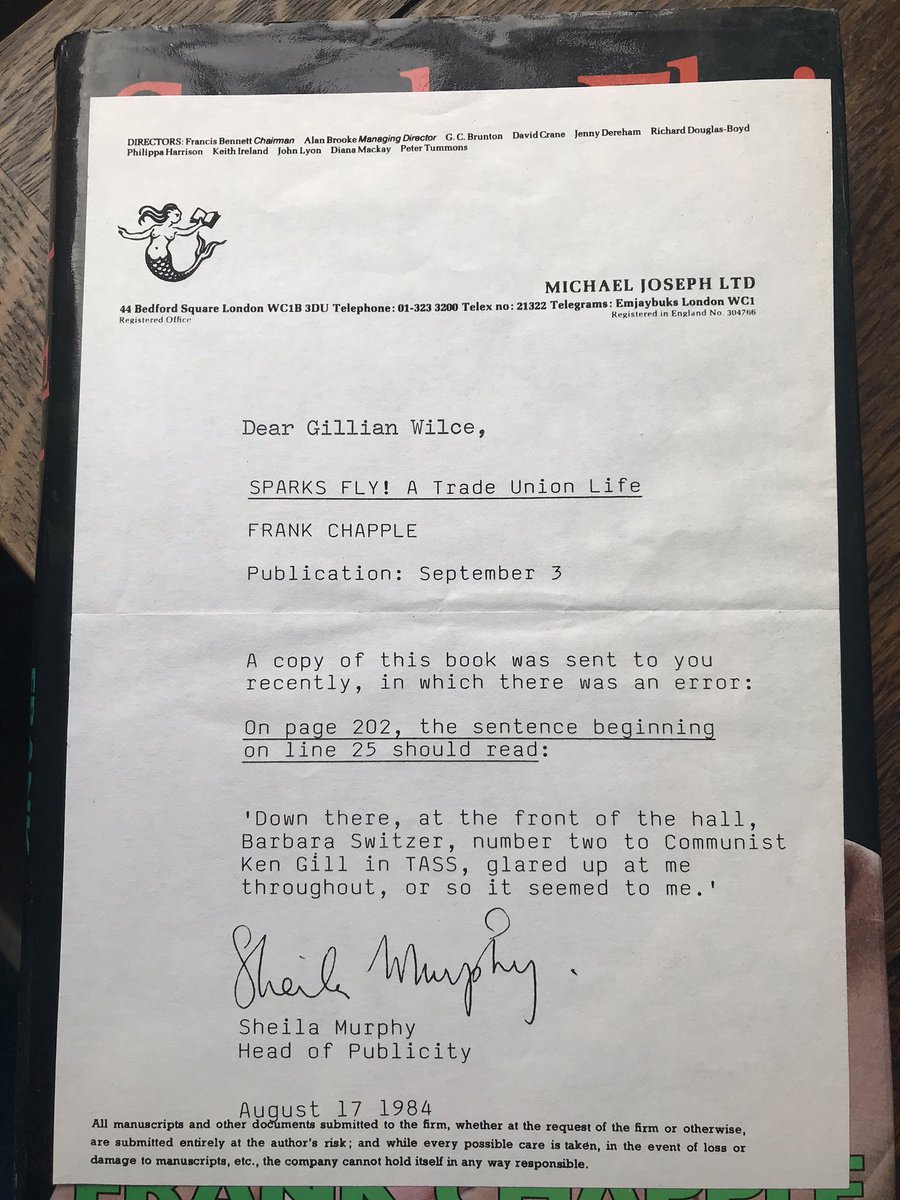 DIRECTORS: Francis Bennett Chairman Alan Brooke Managing Director G. C. Brunton David Crane Jenny Dereham Richard Douglas-Boyd
Philippa Harrison Keith Ireland John Lyon Diana Mackay Peter Tummons
MICHAEL JOSEPH LTD
44 Bedford Square London WC1B 3DU Telephone: 01-323 3200 Telex no: 21322 Telegrams: Emjaybuks London WC1
Registered Office
Registered in England No. 304766
Dear Gillian Wilce,
SPARKS FLY! A Trade Union Life
FRANK CHAPPLE
Publication: September 3
A copy of this book was sent to you
recently, in which there was an error:
On page 202, the sentence beginning
on line 25 should read:
'Down there, at the front of the hall,
Barbara Switzer, number two to Communist
Ken Gill in TASS, glared up at me
throughout, or so it seemed to me.'
Sheila Murphy.
Sheila Murphy
Head of Publicity
August 17 1984
All manuscripts and other documents submitted to the firm, whether at the request of the firm or otherwise,
are submitted entirely at the author's risk; and while every possible care is taken, in the event of loss or
damage to manuscripts, etc., the company cannot hold itself in any way responsible.
FRANK CHAPPLE